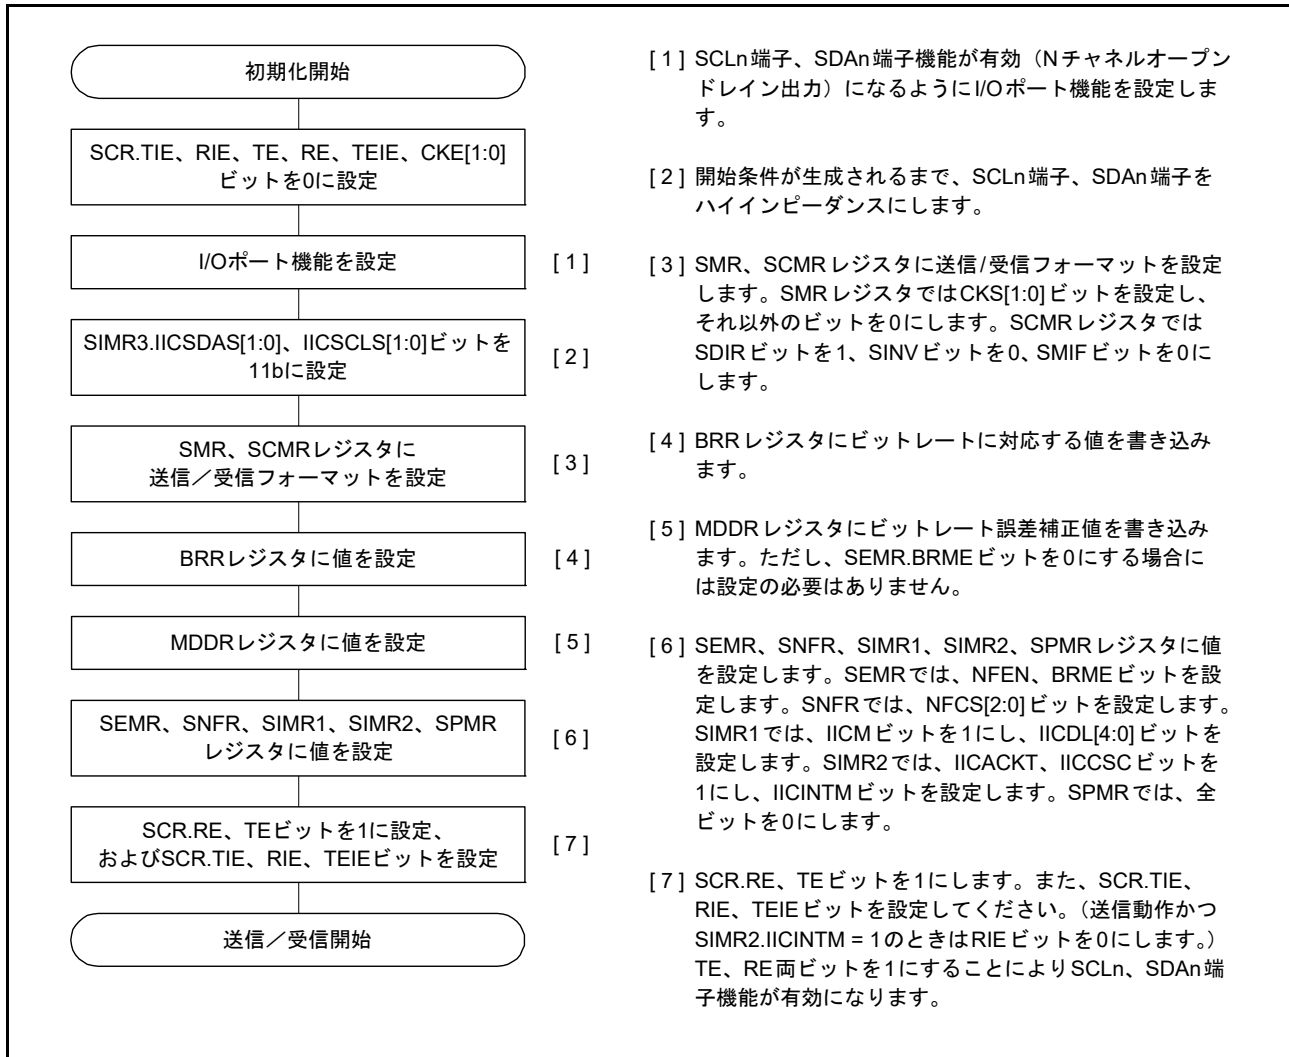 初期化開始
SCR.TIE、RIE、TE、RE、TEIE、CKE[1:0]
ビットを0に設定
I/Oポート機能を設定
[ 1 ]
SIMR3.IICSDAS[1:0]、IICSCLS[1:0]ビットを
11bに設定
[ 2 ]
SMR、SCMRレジスタに
送信／受信フォーマットを設定
[ 3 ]
BRRレジスタに値を設定
[ 4 ]
MDDRレジスタに値を設定
[ 5 ]
SEMR、SNFR、SIMR1、SIMR2、SPMR
レジスタに値を設定
[ 6 ]
SCR.RE、TEビットを1に設定、
およびSCR.TIE、RIE、TEIEビットを設定
[ 7 ]
送信／受信開始
[ 1 ] SCLn端子、SDAn端子機能が有効（Nチャネルオープン
ドレイン出力）になるようにI/Oポート機能を設定しま
す。
[ 2 ] 開始条件が生成されるまで、SCLn端子、SDAn端子を
ハイインピーダンスにします。
[ 3 ] SMR、SCMRレジスタに送信/受信フォーマットを設定
します。SMRレジスタではCKS[1:0]ビットを設定し、
それ以外のビットを0にします。SCMRレジスタでは
SDIRビットを1、SINVビットを0、SMIFビットを0に
します。
[ 4 ] BRRレジスタにビットレートに対応する値を書き込み
ます。
[ 5 ] MDDRレジスタにビットレート誤差補正値を書き込み
ます。ただし、SEMR.BRMEビットを0にする場合に
は設定の必要はありません。
[ 6 ] SEMR、SNFR、SIMR1、SIMR2、SPMRレジスタに値
を設定します。SEMRでは、NFEN、BRMEビットを設
定します。SNFRでは、NFCS[2:0]ビットを設定します。
SIMR1では、IICMビットを1にし、IICDL[4:0]ビットを
設定します。SIMR2では、IICACKT、IICCSCビットを
1にし、IICINTMビットを設定します。SPMRでは、全
ビットを0にします。
[ 7 ] SCR.RE、TEビットを1にします。また、SCR.TIE、
RIE、TEIEビットを設定してください。（送信動作かつ
SIMR2.IICINTM = 1のときはRIEビットを0にします。）
TE、RE両ビットを1にすることによりSCLn、SDAn端
子機能が有効になります。